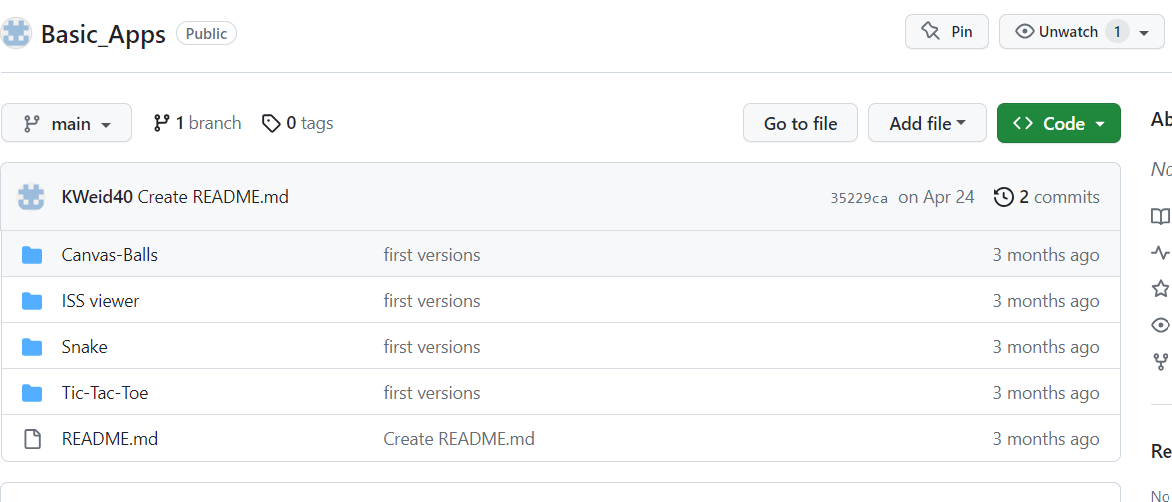 Basic_Apps Public Pin Unwatch 1
main 1 branch 0 tags Go to file Add file Code
Ab
KWeid40 Create README.md 35229ca on Apr 24 2 commits
No
Canvas-Balls first versions 3 months ago
ISS viewer first versions 3 months ago
Snake first versions 3 months ago
Tic-Tac-Toe first versions 3 months ago
README.md Create README.md 3 months ago
Re
No